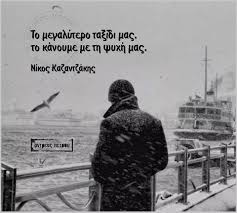 Το μεγαλύτερο ταξίδι μας,
το κάνουμε με τη ψυχή μας.
Νίκος Καζαντζάκης